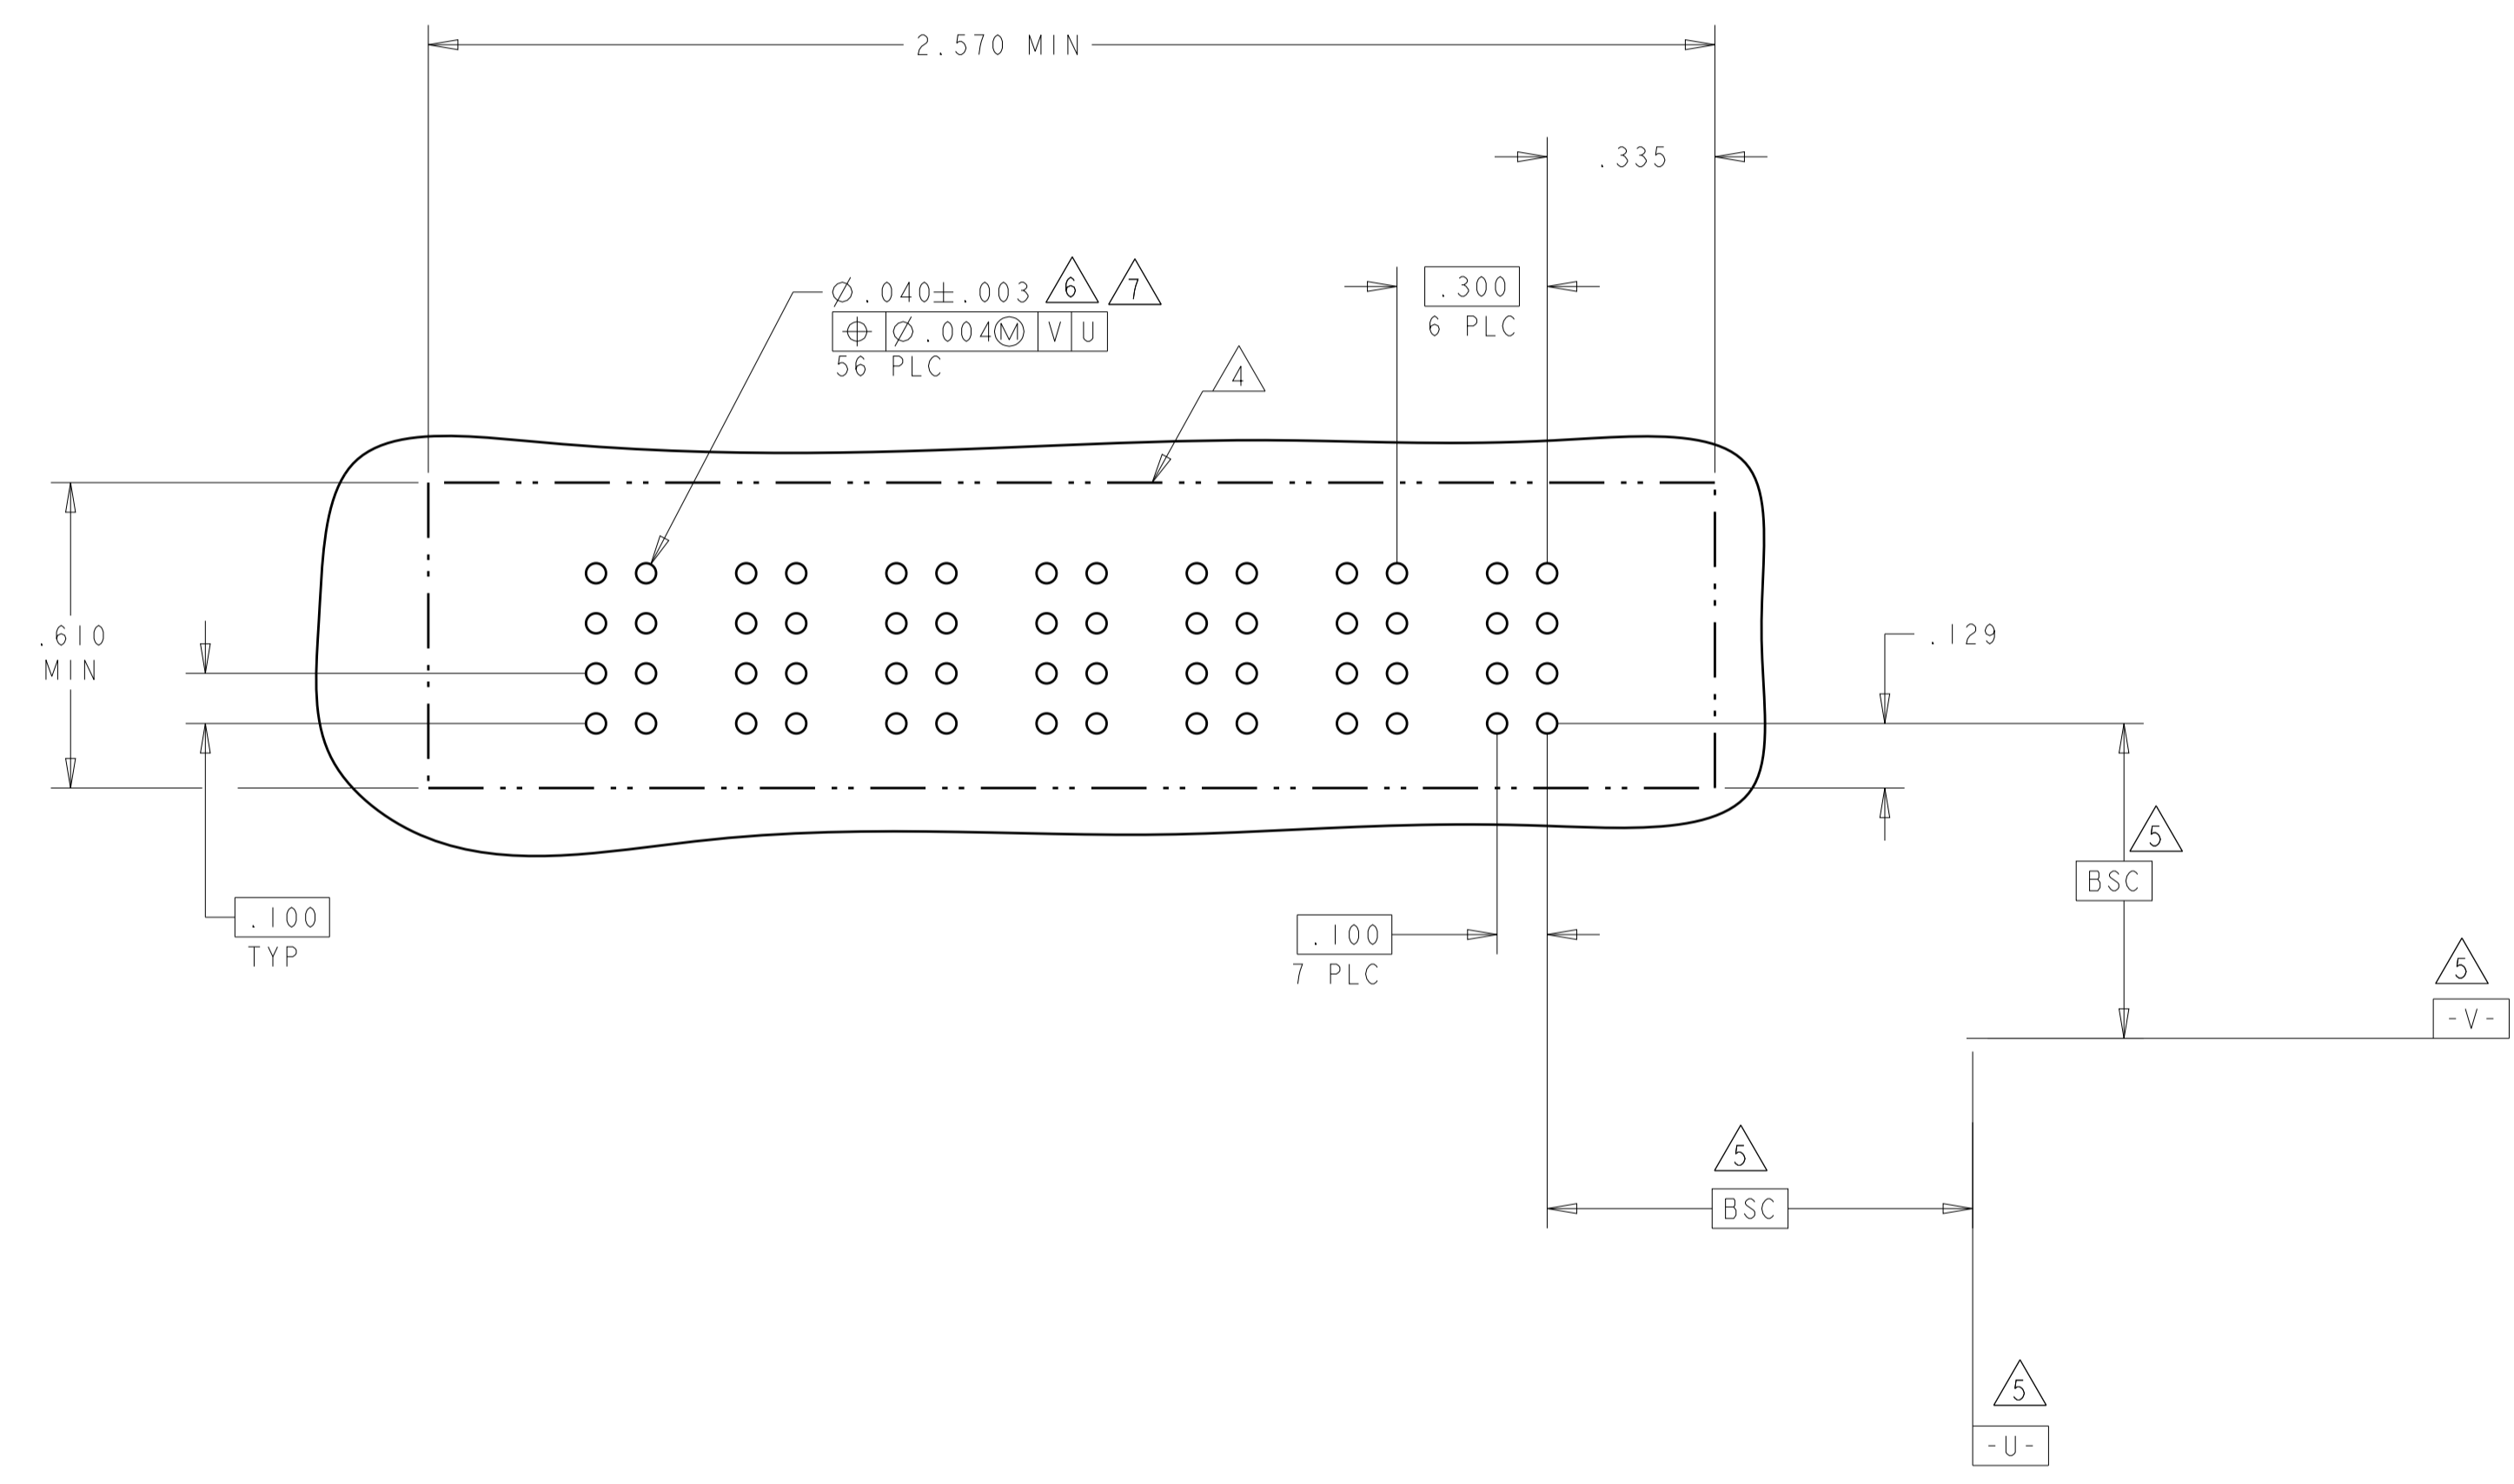 2.570 MIN
.335
⌀.040±.003 6 7
⌖ ⌀.004Ⓜ V U
56 PLC
.300
6 PLC
4
.610
MIN
.129
.100
TYP
.100
7 PLC
5
BSC
5
-V-
5
BSC
5
-U-